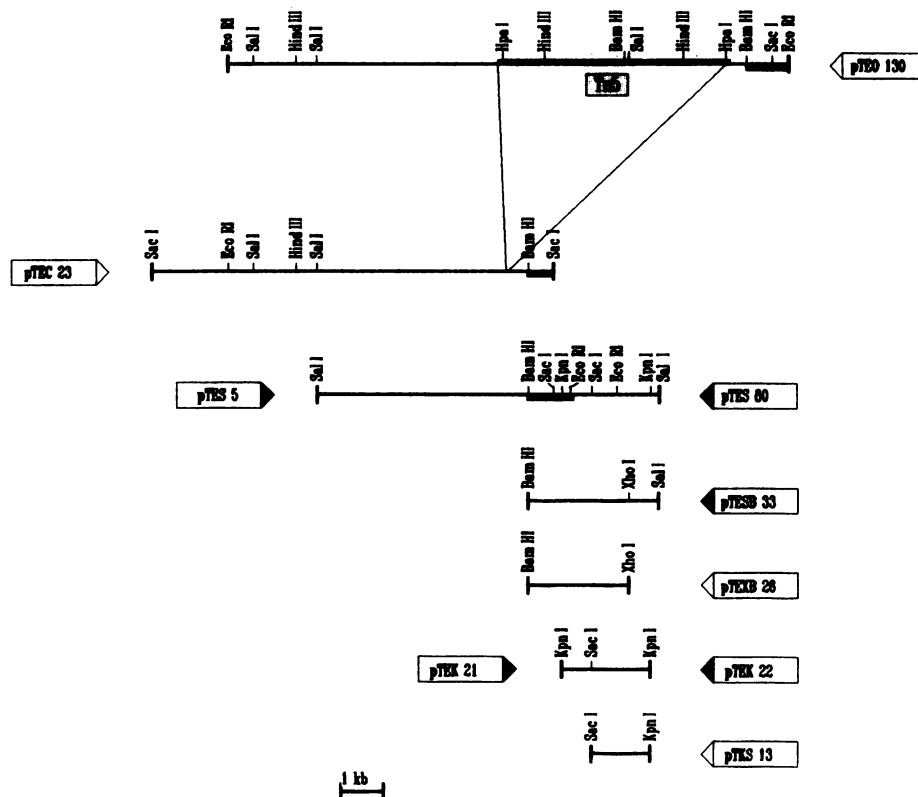 Eco RI Sal I Hind III Sal I Hpa I Hind III Bam HI Sal I Hind III Hpa I Bam HI Sac I Eco RI
pTEO 130
Sac I Eco RI Sal I Hind III Sal I Bam HI Sac I
pTEC 23
Sal I Bam HI Sac I Kpn I Eco RI Sac I Eco RI Kpn I Sal I
pTES 5
pTES 80
Bam HI Xho I Sal I
pTESB 33
Bam HI Xho I
pTEXB 26
Kpn I Sac I Kpn I
pTEK 21
pTEK 22
Sac I Kpn I
pTKS 13
1 kb